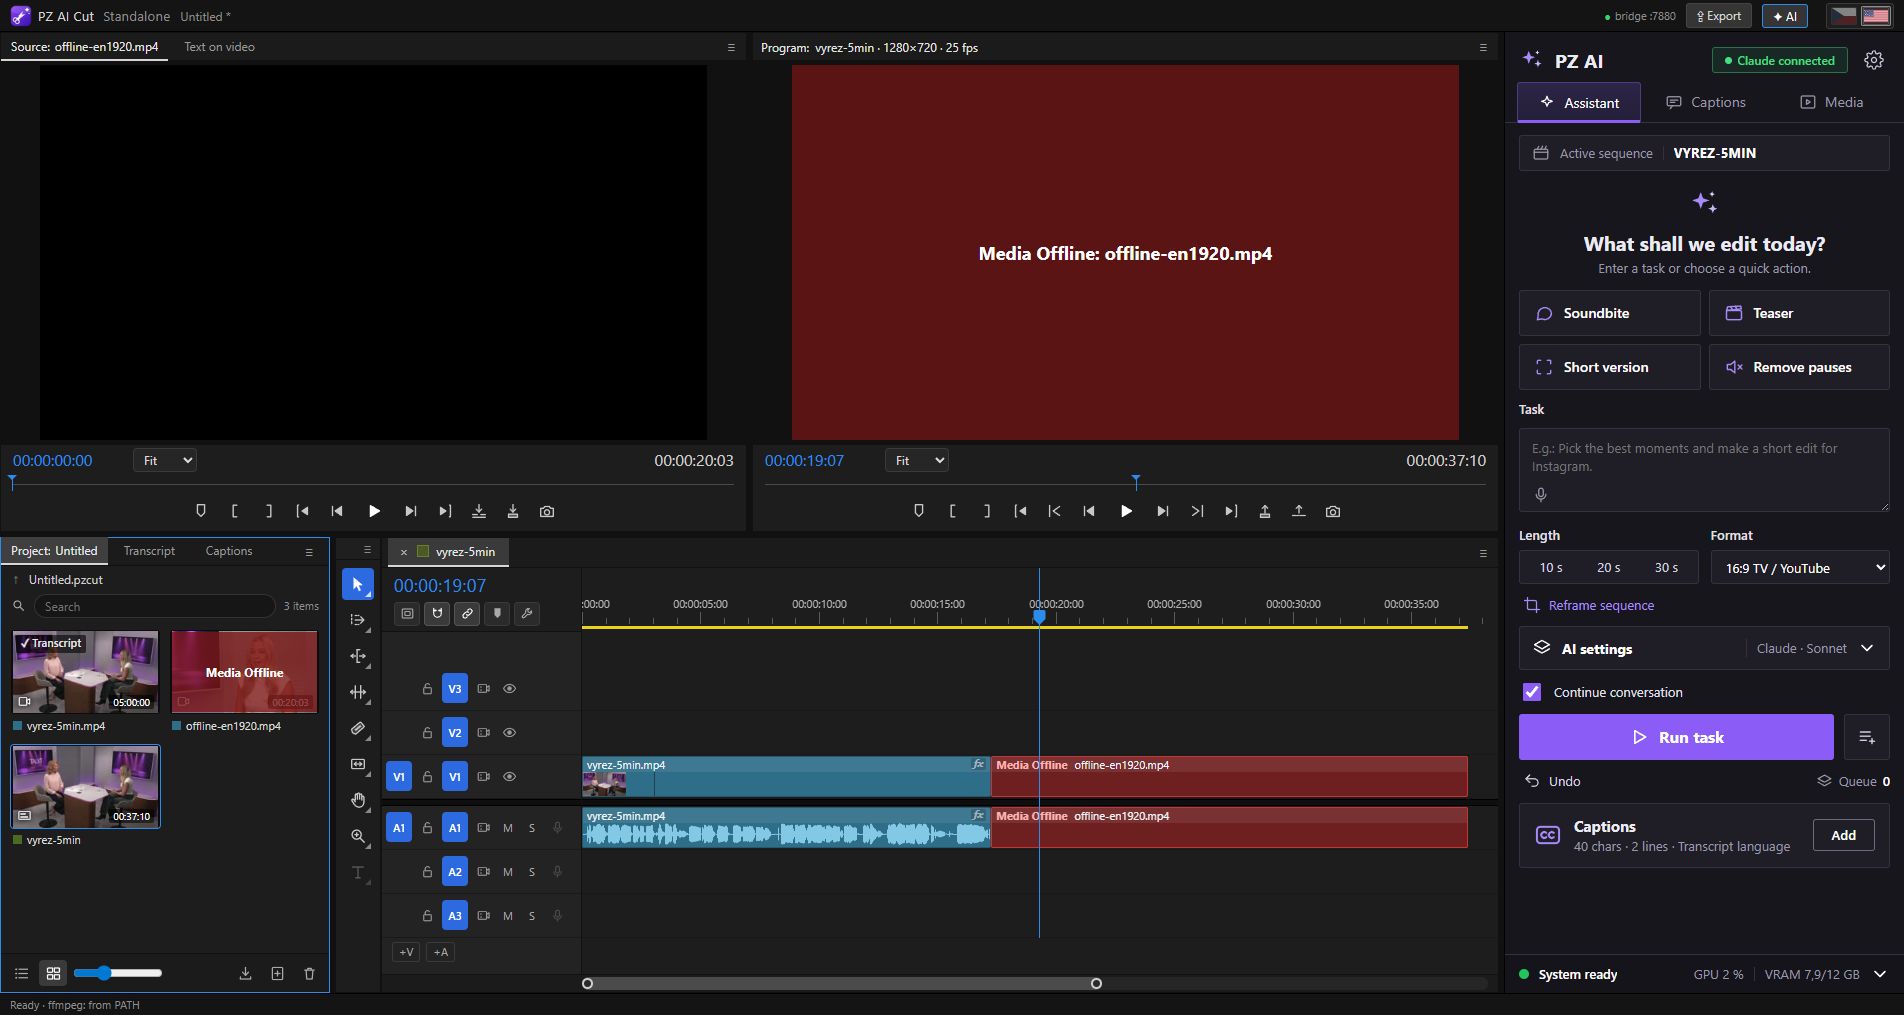 PZ AI Cut Standalone Untitled *
bridge :7880 Export AI
Source: offline-en1920.mp4 Text on video
Program: vyrez-5min · 1280×720 · 25 fps
Media Offline: offline-en1920.mp4
00:00:00:00 Fit 00:00:20:03
00:00:19:07 Fit 00:00:37:10
Project: Untitled Transcript Captions
Untitled.pzcut
Search 3 items
✓ Transcript
05:00:00
vyrez-5min.mp4
Media Offline
00:20:03
offline-en1920.mp4
00:37:10
vyrez-5min
× vyrez-5min
00:00:19:07
:00:00 00:00:05:00 00:00:10:00 00:00:15:00 00:00:20:00 00:00:25:00 00:00:30:00 00:00:35:00
V3
V2
V1 V1
vyrez-5min.mp4 fx Media Offline offline-en1920.mp4
A1 A1 M S
vyrez-5min.mp4 fx Media Offline offline-en1920.mp4
A2 M S
A3 M S
+V +A
T
Ready · ffmpeg: from PATH
PZ AI Claude connected
Assistant Captions Media
Active sequence VYREZ-5MIN
What shall we edit today?
Enter a task or choose a quick action.
Soundbite Teaser
Short version Remove pauses
Task
E.g.: Pick the best moments and make a short edit for
Instagram.
Length Format
10 s 20 s 30 s 16:9 TV / YouTube
Reframe sequence
AI settings Claude · Sonnet
Continue conversation
Run task
Undo Queue 0
CC Captions
40 chars · 2 lines · Transcript language
Add
System ready GPU 2 % VRAM 7,9/12 GB